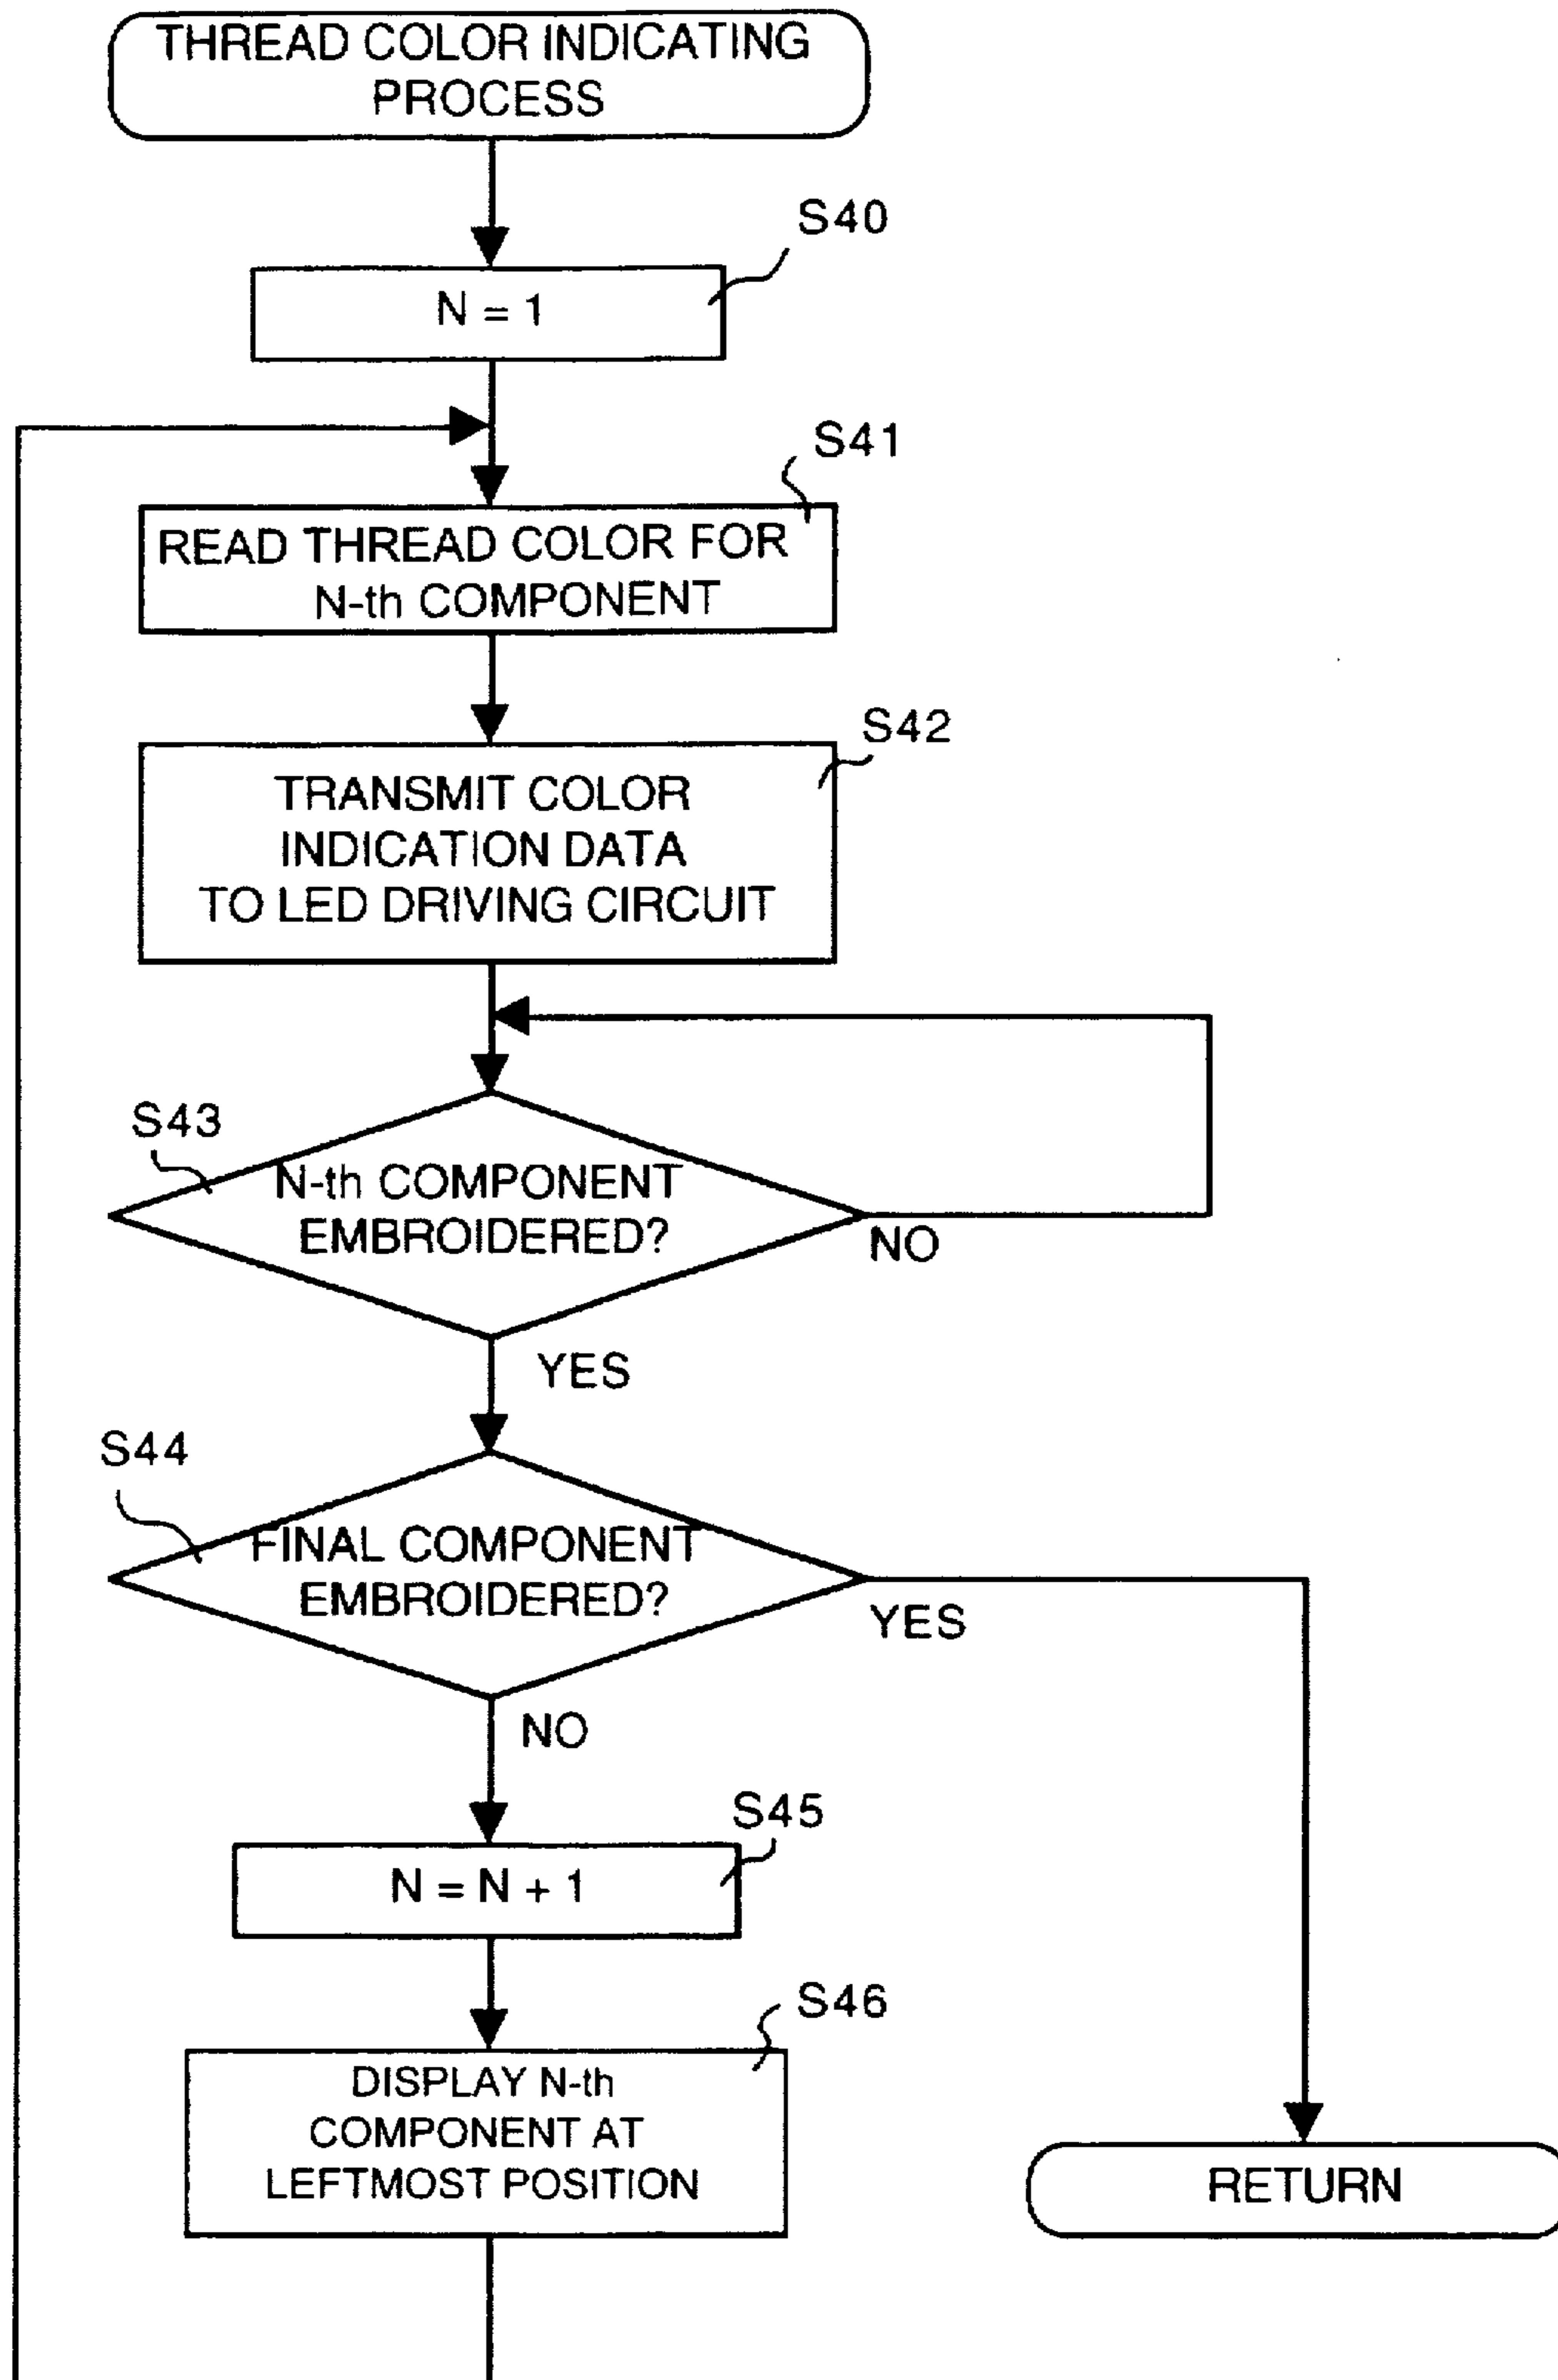 THREAD COLOR INDICATING
PROCESS
S40
N = 1
S41
READ THREAD COLOR FOR
N-th COMPONENT
S42
TRANSMIT COLOR
INDICATION DATA
TO LED DRIVING CIRCUIT
S43
N-th COMPONENT
EMBROIDERED?
NO
YES
S44
FINAL COMPONENT
EMBROIDERED?
YES
NO
S45
N = N + 1
S46
DISPLAY N-th
COMPONENT AT
LEFTMOST POSITION
RETURN